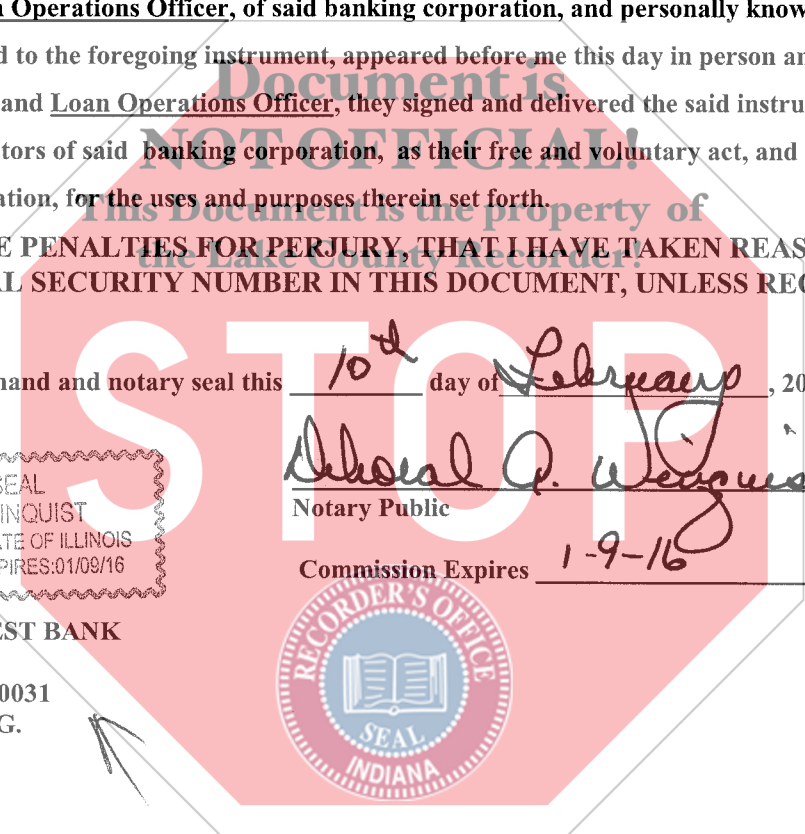 Operations Officer, of said banking corporation, and personally know
d to the foregoing instrument, appeared before me this day in person an
Document is
and Loan Operations Officer, they signed and delivered the said instru
NOT OFFICIAL!
tors of said banking corporation, as their free and voluntary act, and
ation, for the uses and purposes therein set forth.
This Document is the property of
E PENALTIES FOR PERJURY, THAT I HAVE TAKEN REAS
the Lake County Recorder!
L SECURITY NUMBER IN THIS DOCUMENT, UNLESS REQ
STOP
hand and notary seal this 10th day of February, 20
Deborah A.
Notary Public
SEAL
INQUIST
ATE OF ILLINOIS
PIRES:01/09/16
Commission Expires 1-9-16
EST BANK
0031
G.
RECORDER'S OFFICE
SEAL
INDIANA